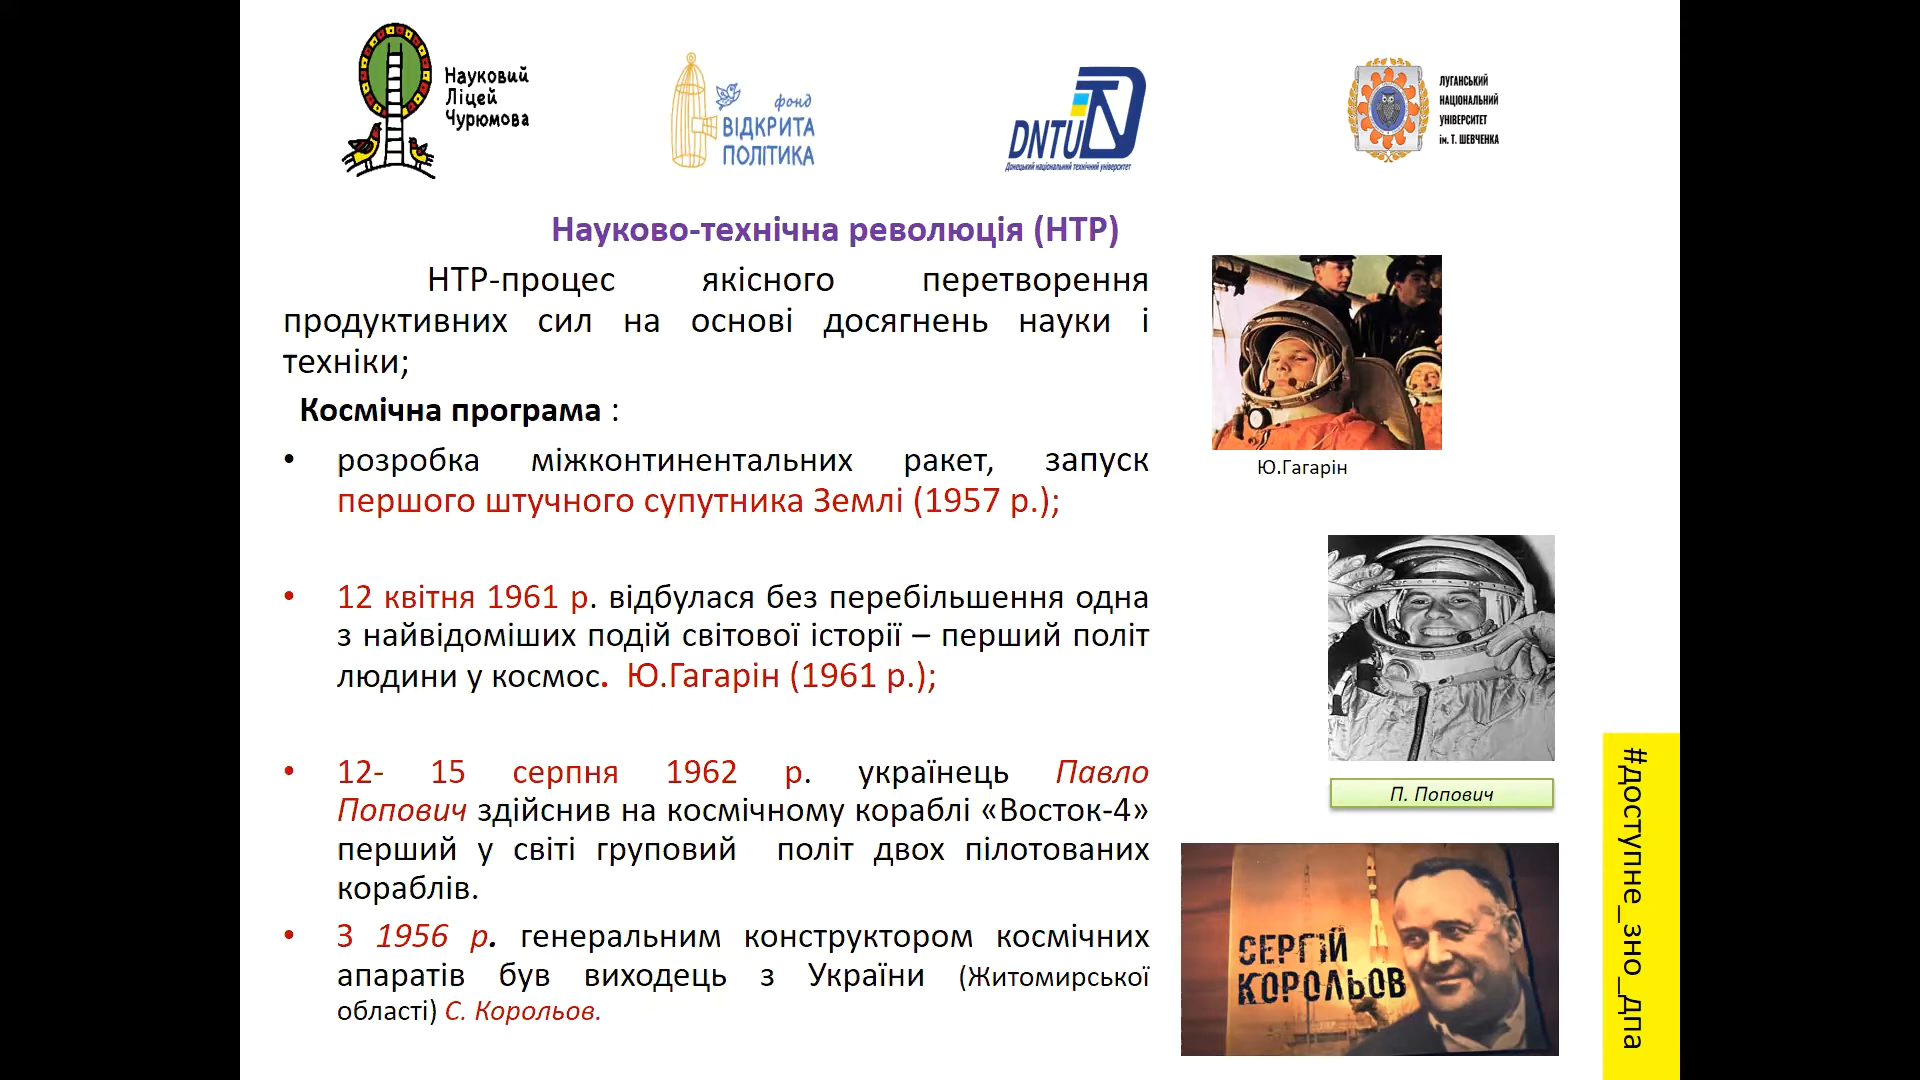 Науковий
Ліцей
Чурюмова
фонд
ВІДКРИТА
ПОЛІТИКА
DNTU
Донецький національний технічний університет
ЛУГАНСЬКИЙ
НАЦІОНАЛЬНИЙ
УНІВЕРСИТЕТ
ім. Т. ШЕВЧЕНКА
Науково-технічна революція (НТР)
НТР-процес якісного перетворення
продуктивних сил на основі досягнень науки і
техніки;
Космічна програма :
• розробка міжконтинентальних ракет, запуск
першого штучного супутника Землі (1957 р.);
• 12 квітня 1961 р. відбулася без перебільшення одна
з найвідоміших подій світової історії – перший політ
людини у космос. Ю.Гагарін (1961 р.);
• 12- 15 серпня 1962 р. українець Павло
Попович здійснив на космічному кораблі «Восток-4»
перший у світі груповий політ двох пілотованих
кораблів.
• З 1956 р. генеральним конструктором космічних
апаратів був виходець з України (Житомирської
області) С. Корольов.
Ю.Гагарін
П. Попович
СЕРГІЙ
КОРОЛЬОВ
#доступне_зно_дпа